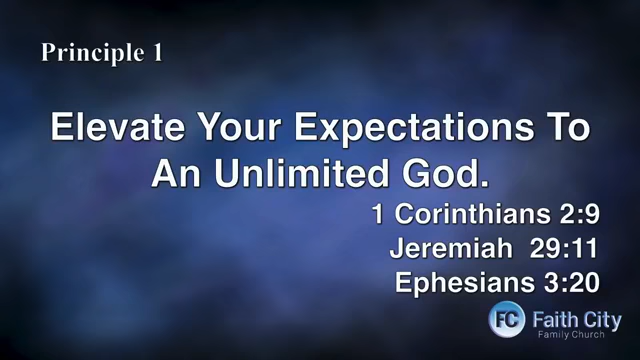 Principle 1
Elevate Your Expectations To
An Unlimited God.
1 Corinthians 2:9
Jeremiah  29:11
Ephesians 3:20
FC Faith City
Family Church